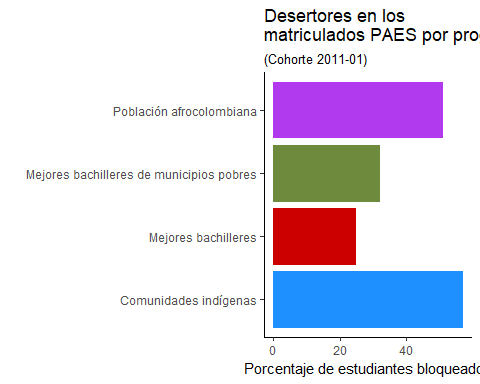 Desertores en los
matriculados PAES por pro
(Cohorte 2011-01)
Población afrocolombiana
Mejores bachilleres de municipios pobres
Mejores bachilleres
Comunidades indígenas
0 20 40
Porcentaje de estudiantes bloquead